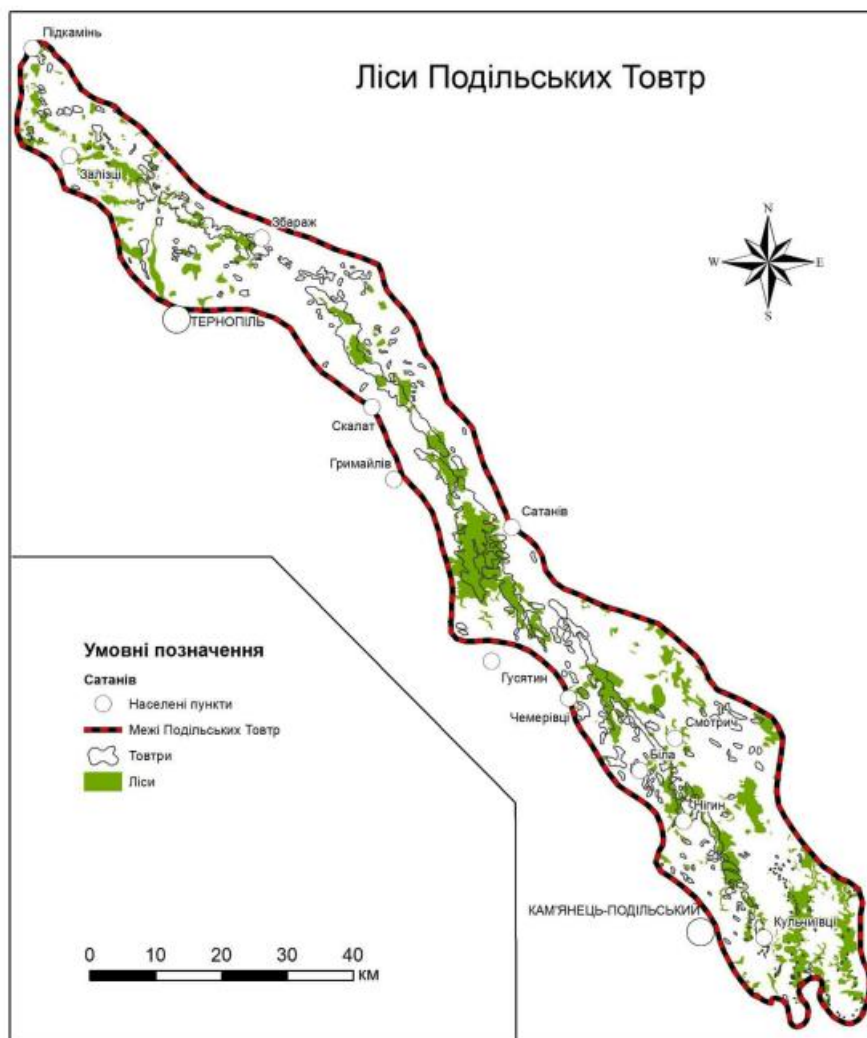 Підкамінь
Ліси Подільських Товтр
Залізці
Збараж
N
W E
S
ТЕРНОПІЛЬ
Скалат
Гримайлів
Сатанів
Умовні позначення
Сатанів
Населені пункти
Межі Подільських Товтр
Товтри
Ліси
Гусятин
Чемерівці
Смотрич
Біла
Нігин
КАМ'ЯНЕЦЬ-ПОДІЛЬСЬКИЙ
Кульчиївці
0 10 20 30 40
КМ